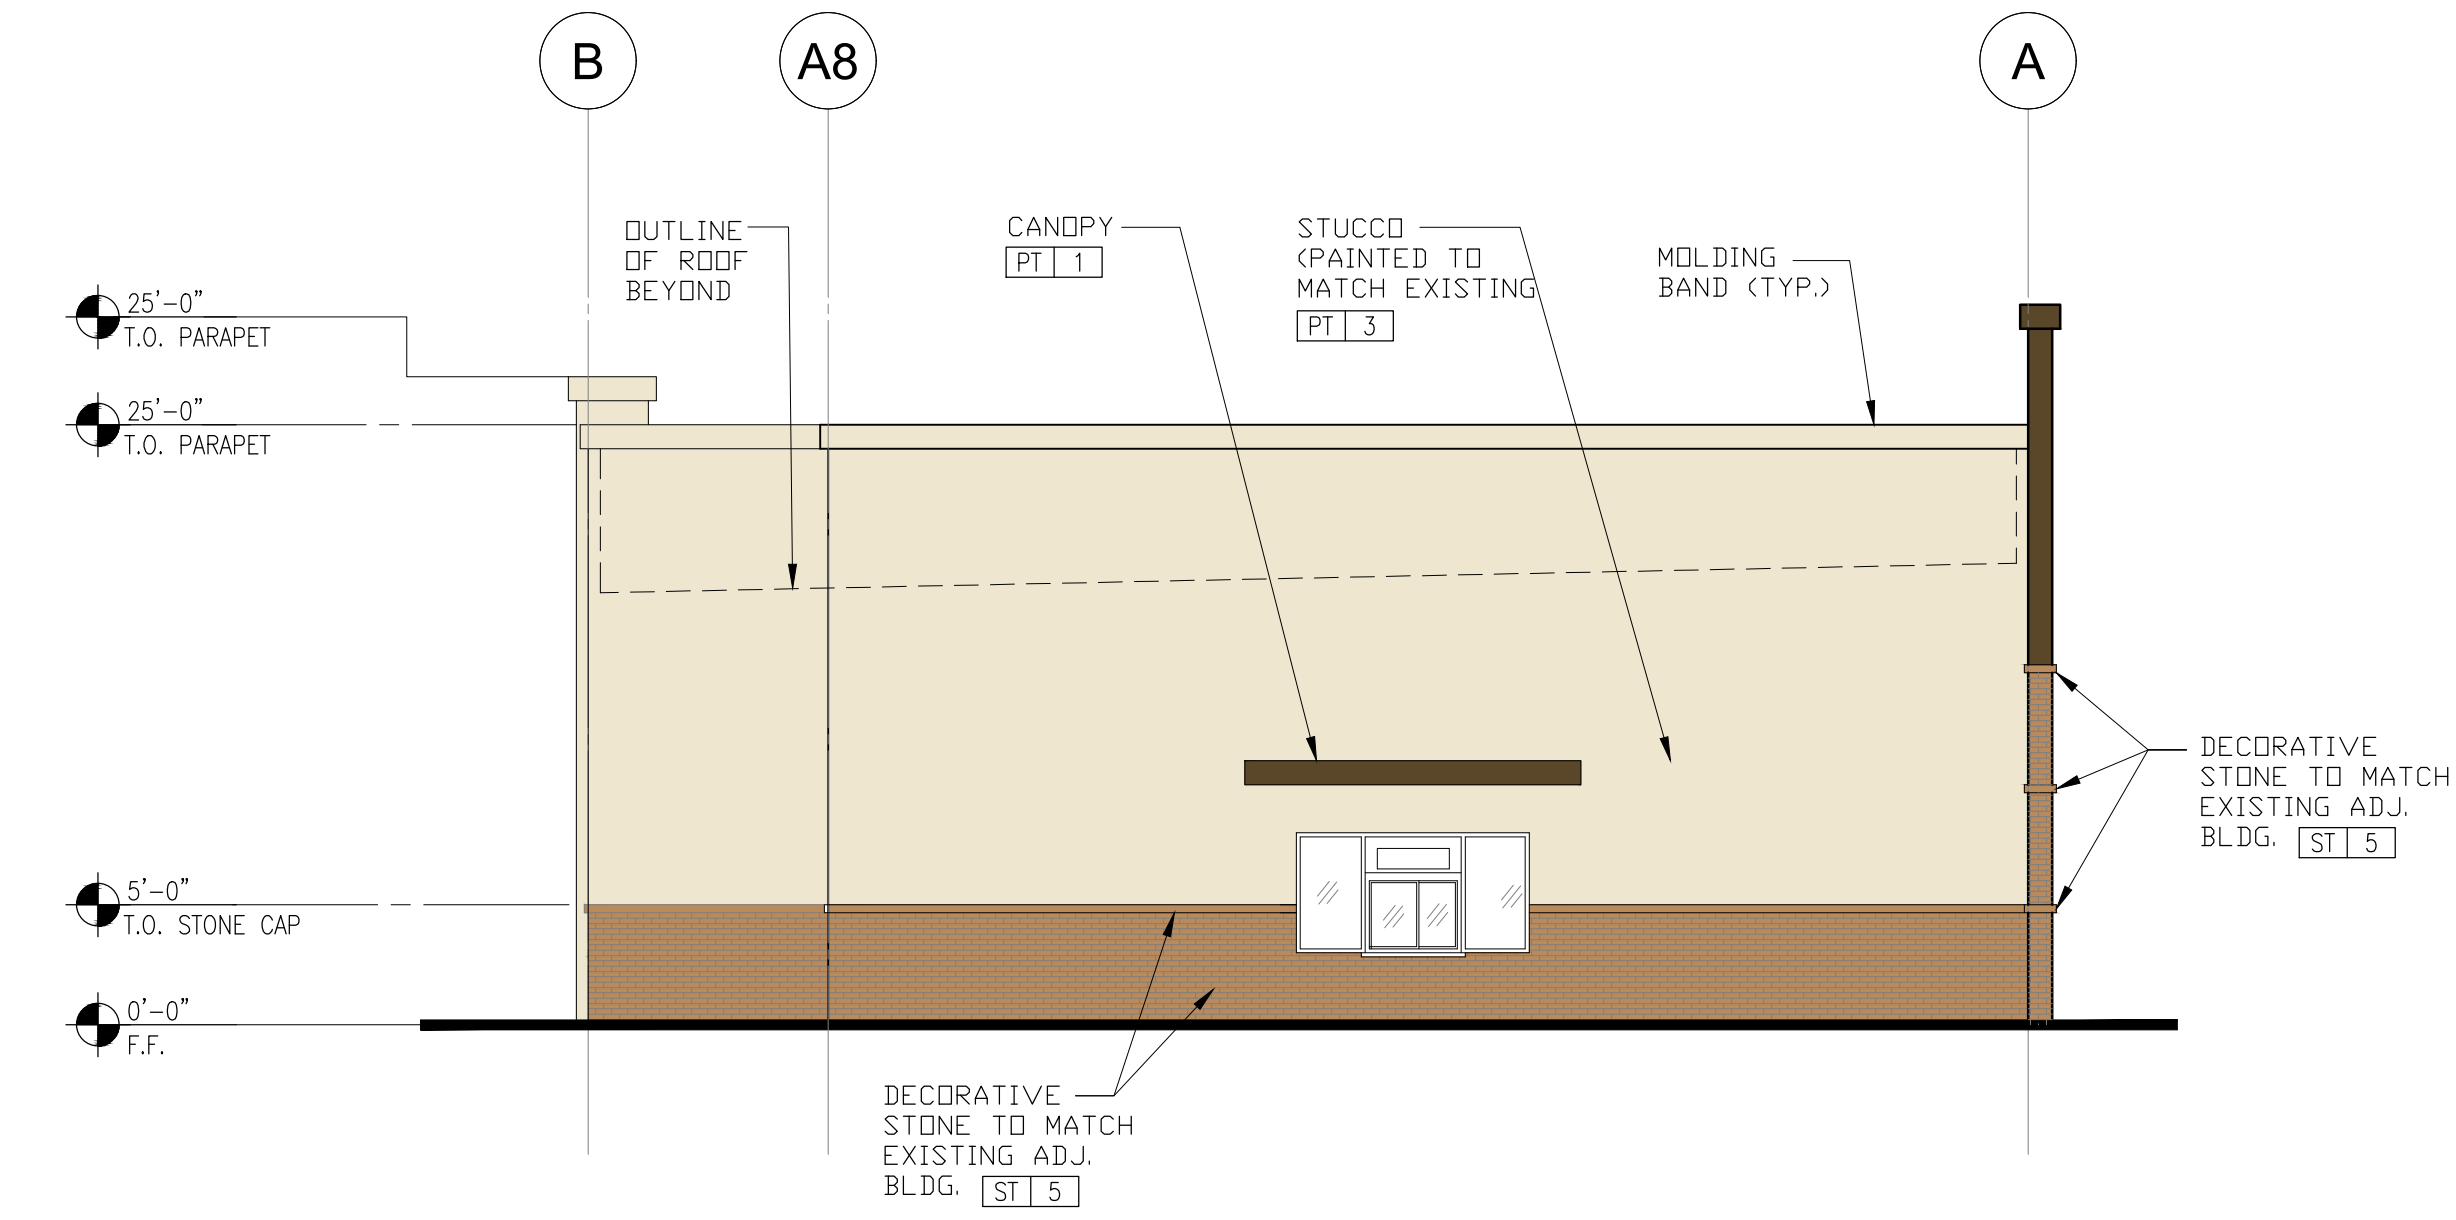 B
A8
A
OUTLINE
OF ROOF
BEYOND
CANOPY
PT 1
STUCCO
(PAINTED TO
MATCH EXISTING
PT 3
MOLDING
BAND (TYP.)
25'-0"
T.O. PARAPET
25'-0"
T.O. PARAPET
5'-0"
T.O. STONE CAP
0'-0"
F.F.
DECORATIVE
STONE TO MATCH
EXISTING ADJ.
BLDG. ST 5
DECORATIVE
STONE TO MATCH
EXISTING ADJ.
BLDG. ST 5